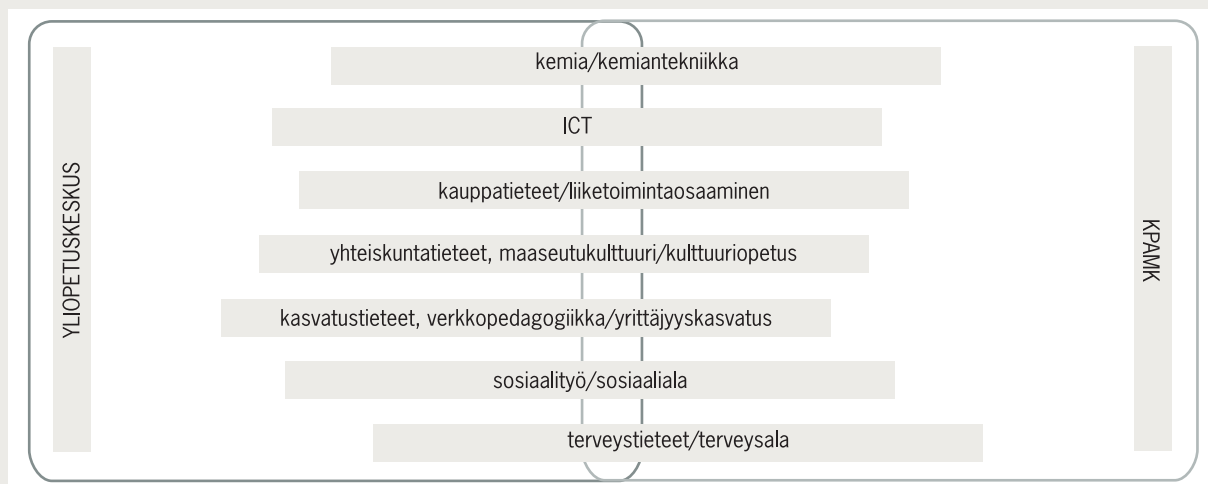 YLIOPETUSKESKUS
kemia/kemiantekniikka
ICT
kauppatieteet/liiketoimintaosaaminen
yhteiskuntatieteet, maaseutukulttuuri/kulttuuriopetus
kasvatustieteet, verkkopedagogiikka/yrittäjyyskasvatus
sosiaalityö/sosiaaliala
terveystieteet/terveysala
KPAMK